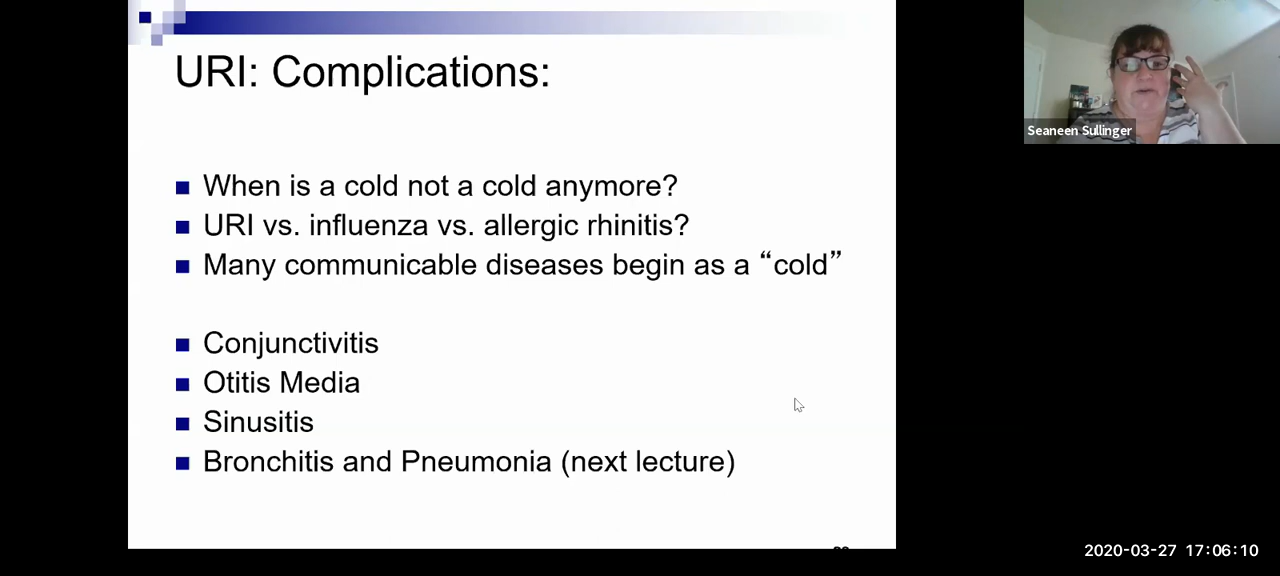 URI: Complications:
When is a cold not a cold anymore?
URI vs. influenza vs. allergic rhinitis?
Many communicable diseases begin as a “cold”
Conjunctivitis
Otitis Media
Sinusitis
Bronchitis and Pneumonia (next lecture)
Seaneen Sullinger
2020-03-27 17:06:10